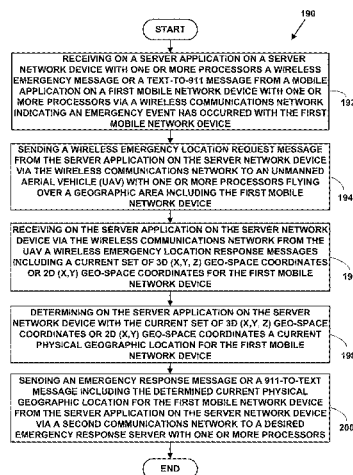 190
START
RECEIVING ON A SERVER APPLICATION ON A SERVER
NETWORK DEVICE WITH ONE OR MORE PROCESSORS A WIRELESS
EMERGENCY MESSAGE OR A TEXT-TO-911 MESSAGE FROM A MOBILE
APPLICATION ON A FIRST MOBILE NETWORK DEVICE WITH ONE OR
MORE PROCESSORS VIA A WIRELESS COMMUNICATIONS NETWORK
INDICATING AN EMERGENCY EVENT HAS OCCURRED WITH THE FIRST
MOBILE NETWORK DEVICE
192
SENDING A WIRELESS EMERGENCY LOCATION REQUEST MESSAGE
FROM THE SERVER APPLICATION ON THE SERVER NETWORK DEVICE
VIA THE WIRELESS COMMUNICATIONS NETWORK TO AN UNMANNED
AERIAL VEHICLE (UAV) WITH ONE OR MORE PROCESSORS FLYING
OVER A GEOGRAPHIC AREA INCLUDING THE FIRST MOBILE
NETWORK DEVICE
194
RECEIVING ON THE SERVER APPLICATION ON THE SERVER NETWORK
DEVICE VIA THE WIRELESS COMMUNICATIONS NETWORK FROM THE
UAV A WIRELESS EMERGENCY LOCATION RESPONSE MESSAGES
INCLUDING A CURRENT SET OF 3D (X,Y, Z) GEO-SPACE COORDINATES
OR 2D (X,Y) GEO-SPACE COORDINATES FOR THE FIRST MOBILE
NETWORK DEVICE
196
DETERMINING ON THE SERVER APPLICATION ON THE SERVER
NETWORK DEVICE WITH THE CURRENT SET OF 3D (X,Y, Z) GEO-SPACE
COORDINATES OR 2D (X,Y) GEO-SPACE COORDINATES A CURRENT
PHYSICAL GEOGRAPHIC LOCATION FOR THE FIRST MOBILE
NETWORK DEVICE
198
SENDING AN EMERGENCY RESPONSE MESSAGE OR A 911-TO-TEXT
MESSAGE INCLUDING THE DETERMINED CURRENT PHYSICAL
GEOGRAPHIC LOCATION FOR THE FIRST MOBILE NETWORK DEVICE
FROM THE SERVER APPLICATION ON THE SERVER NETWORK DEVICE
VIA A SECOND COMMUNICATIONS NETWORK TO A DESIRED
EMERGENCY RESPONSE SERVER WITH ONE OR MORE PROCESSORS
200
END